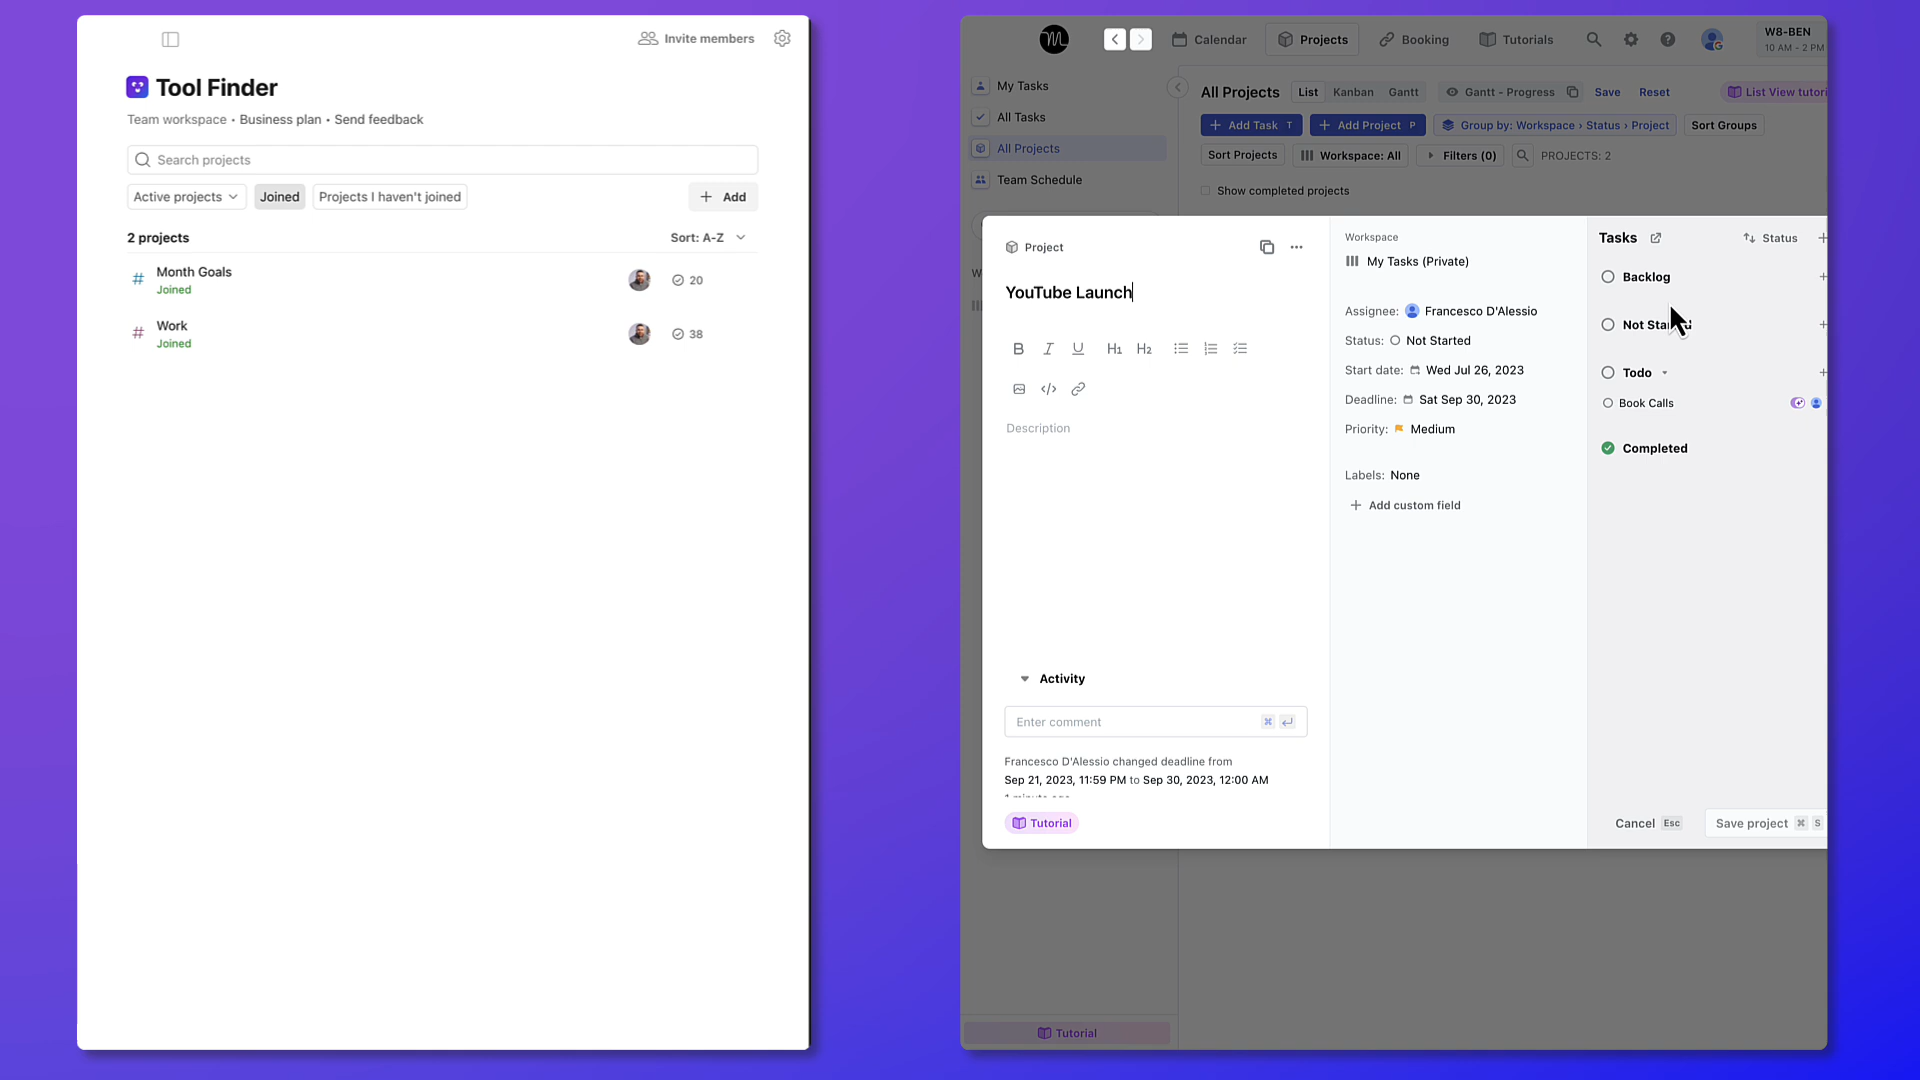 Invite members
Tool Finder
Team workspace • Business plan • Send feedback
Search projects
Active projects
Joined
Projects I haven't joined
+ Add
2 projects
Sort: A-Z
# Month Goals
Joined
20
# Work
Joined
38
Calendar
Projects
Booking
Tutorials
W8-BEN
10 AM - 2 PM
My Tasks
All Tasks
All Projects
Team Schedule
All Projects
List
Kanban
Gantt
Gantt - Progress
Save
Reset
List View tutori
+ Add Task T
+ Add Project P
Group by: Workspace › Status › Project
Sort Groups
Sort Projects
Workspace: All
Filters (0)
PROJECTS: 2
Show completed projects
W
Project
YouTube Launch
B I U H1 H2
</>
Description
Activity
Enter comment
⌘ ↵
Francesco D'Alessio changed deadline from
Sep 21, 2023, 11:59 PM to Sep 30, 2023, 12:00 AM
Tutorial
Workspace
My Tasks (Private)
Assignee: Francesco D'Alessio
Status: Not Started
Start date: Wed Jul 26, 2023
Deadline: Sat Sep 30, 2023
Priority: Medium
Labels: None
+ Add custom field
Tasks
Status
Backlog
Not
Todo
Book Calls
Completed
Cancel Esc
Save project ⌘ S
Tutorial